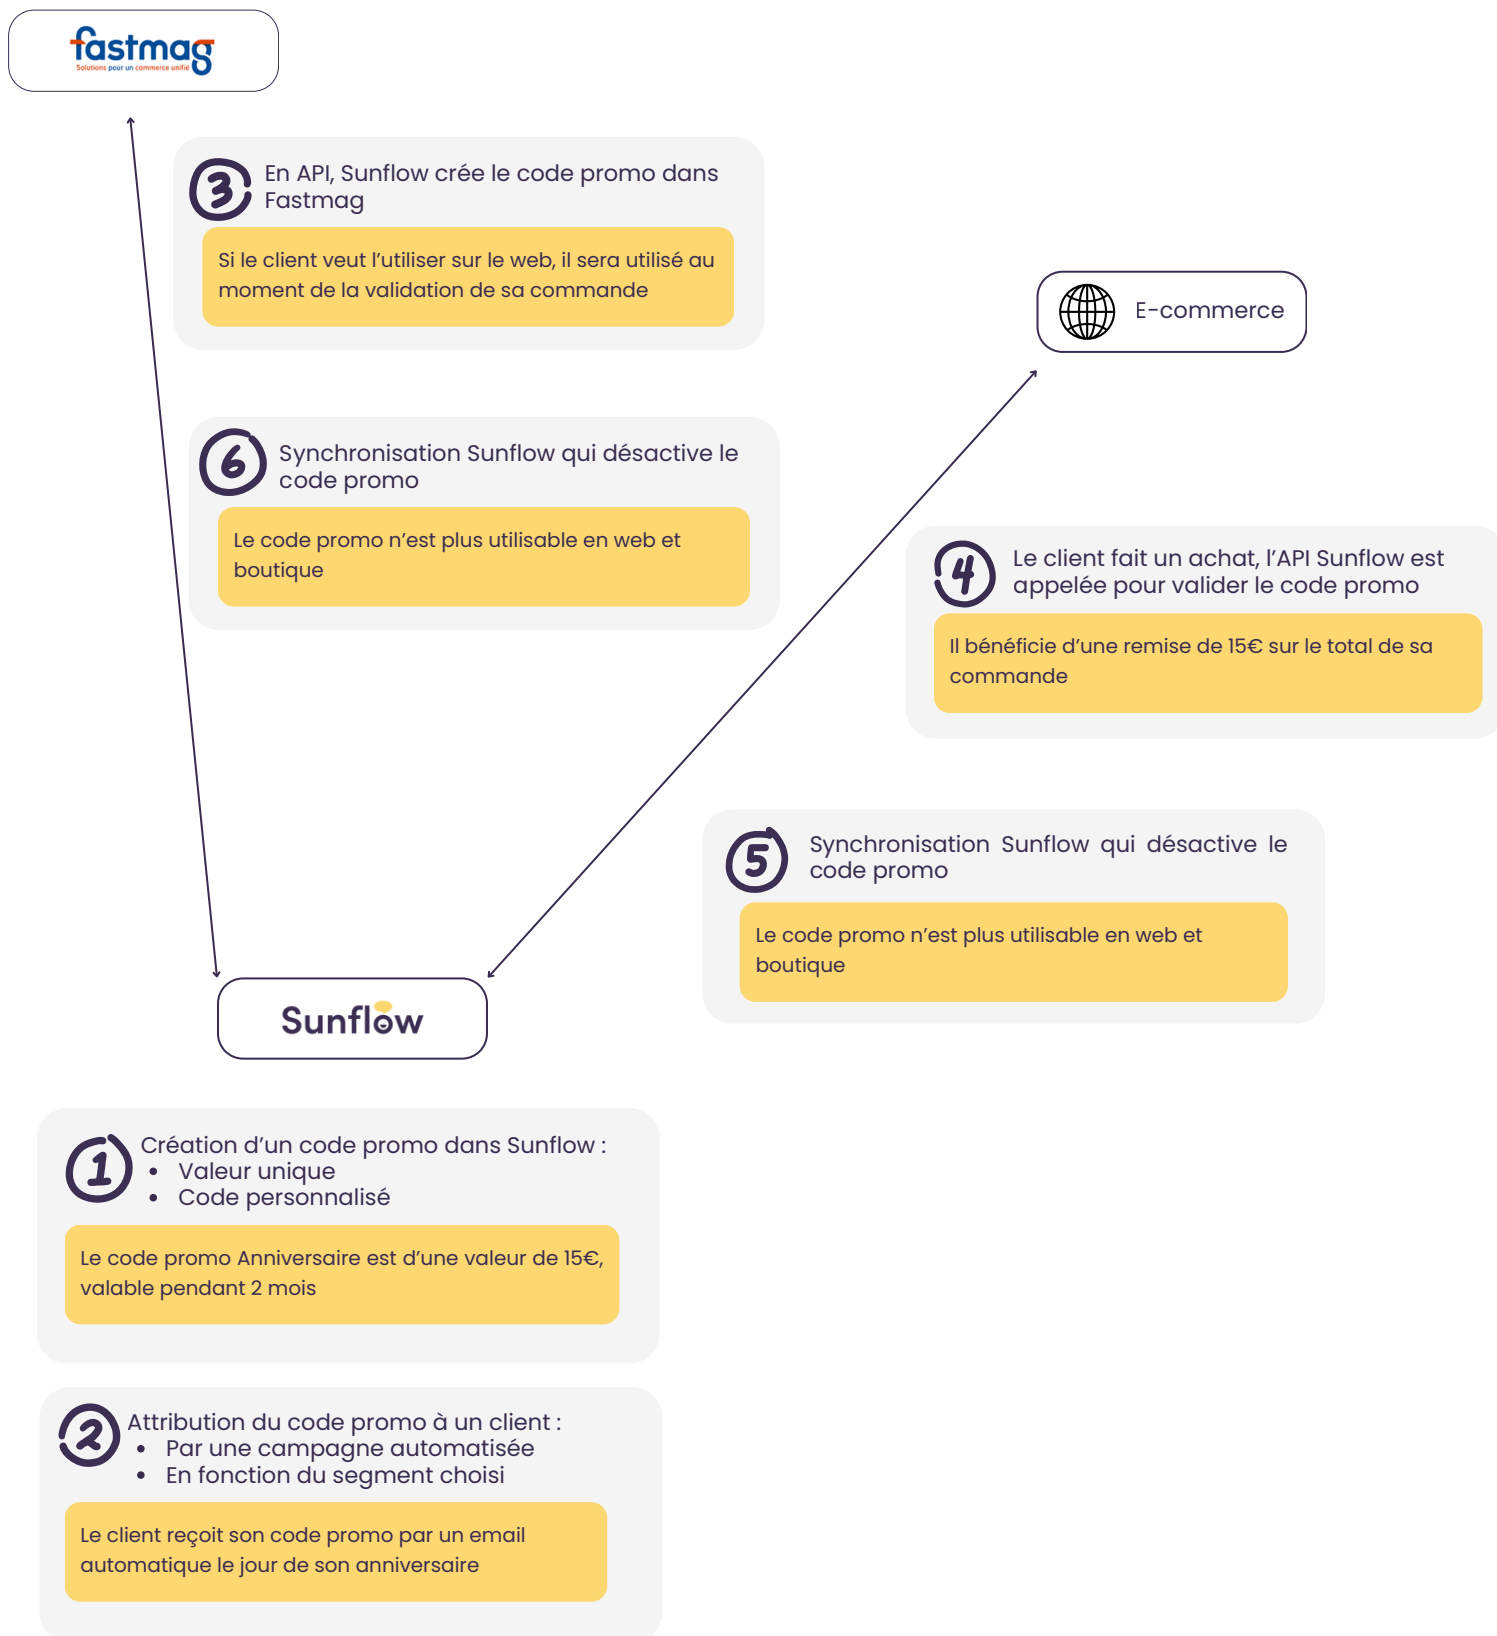 fastmag
Solutions pour un commerce unifié
3
En API, Sunflow crée le code promo dans
Fastmag
Si le client veut l’utiliser sur le web, il sera utilisé au
moment de la validation de sa commande
E-commerce
6
Synchronisation Sunflow qui désactive le
code promo
Le code promo n’est plus utilisable en web et
boutique
4
Le client fait un achat, l’API Sunflow est
appelée pour valider le code promo
Il bénéficie d’une remise de 15€ sur le total de sa
commande
5
Synchronisation Sunflow qui désactive le
code promo
Le code promo n’est plus utilisable en web et
boutique
Sunflow
1
Création d’un code promo dans Sunflow :
• Valeur unique
• Code personnalisé
Le code promo Anniversaire est d’une valeur de 15€,
valable pendant 2 mois
2
Attribution du code promo à un client :
• Par une campagne automatisée
• En fonction du segment choisi
Le client reçoit son code promo par un email
automatique le jour de son anniversaire